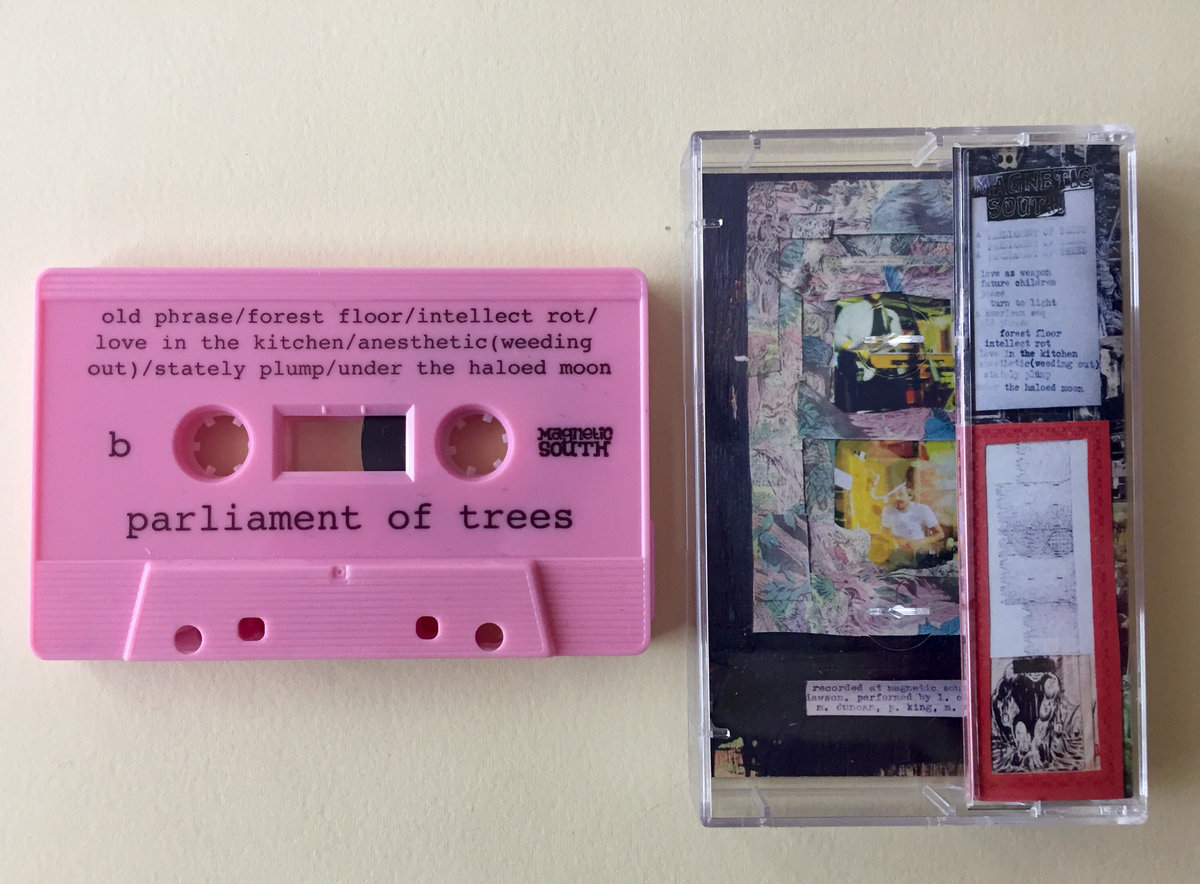 old phrase/forest floor/intellect rot/
love in the kitchen/anesthetic(weeding
out)/stately plump/under the haloed moon
b
magnetic
south
parliament of trees
MAGNETIC
SOUTH
love as weapon
future children
peace
turn to light
forest floor
intellect rot
love in the kitchen
anesthetic(weeding out)
stately plump
under the haloed moon
recorded at magnetic sou
dawson. performed by l. c
m. duncan, p. king, m.